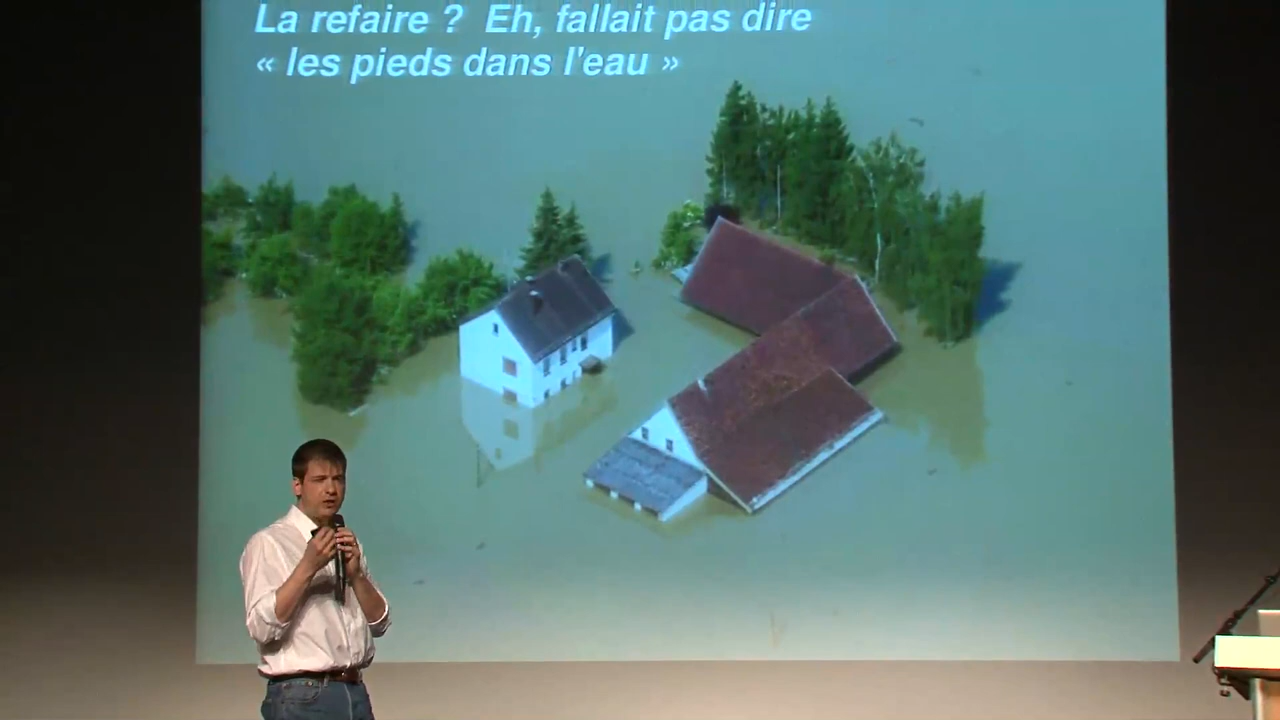 La refaire ?  Eh, fallait pas dire
« les pieds dans l'eau »